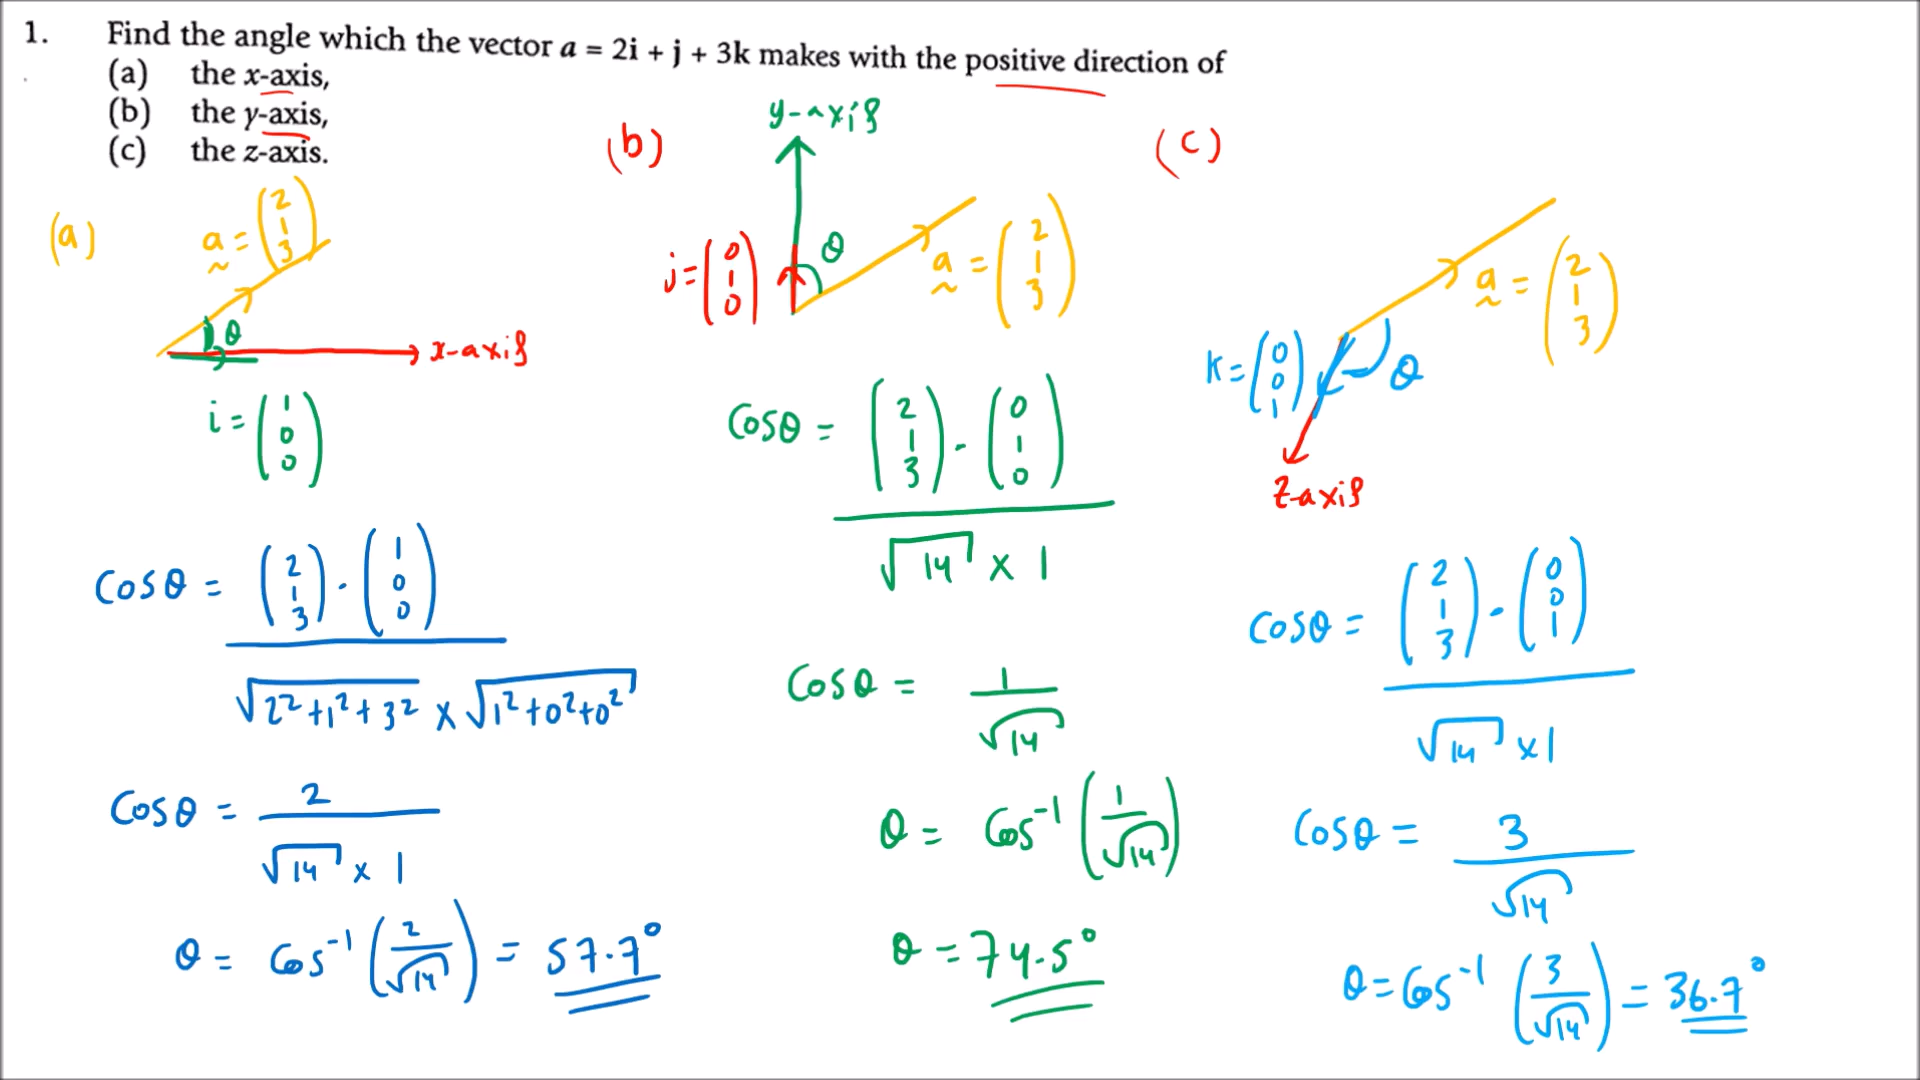 1. Find the angle which the vector a = 2i + j + 3k makes with the positive direction of
(a) the x-axis,
(b) the y-axis,
(c) the z-axis.
(a)
a = (2 1 3)
θ
x-axis
i = (1 0 0)
Cosθ = (2 1 3) · (1 0 0)
√2²+1²+3² × √1²+0²+0²
Cosθ = 2
√14 × 1
θ = Cos⁻¹ (2/√14) = 57.7°
(b)
y-axis
j = (0 1 0)
θ
a = (2 1 3)
Cosθ = (2 1 3) · (0 1 0)
√14 × 1
Cosθ = 1
√14
θ = Cos⁻¹ (1/√14)
θ = 74.5°
(c)
a = (2 1 3)
k = (0 0 1)
θ
z-axis
Cosθ = (2 1 3) · (0 0 1)
√14 × 1
Cosθ = 3
√14
θ = Cos⁻¹ (3/√14) = 36.7°